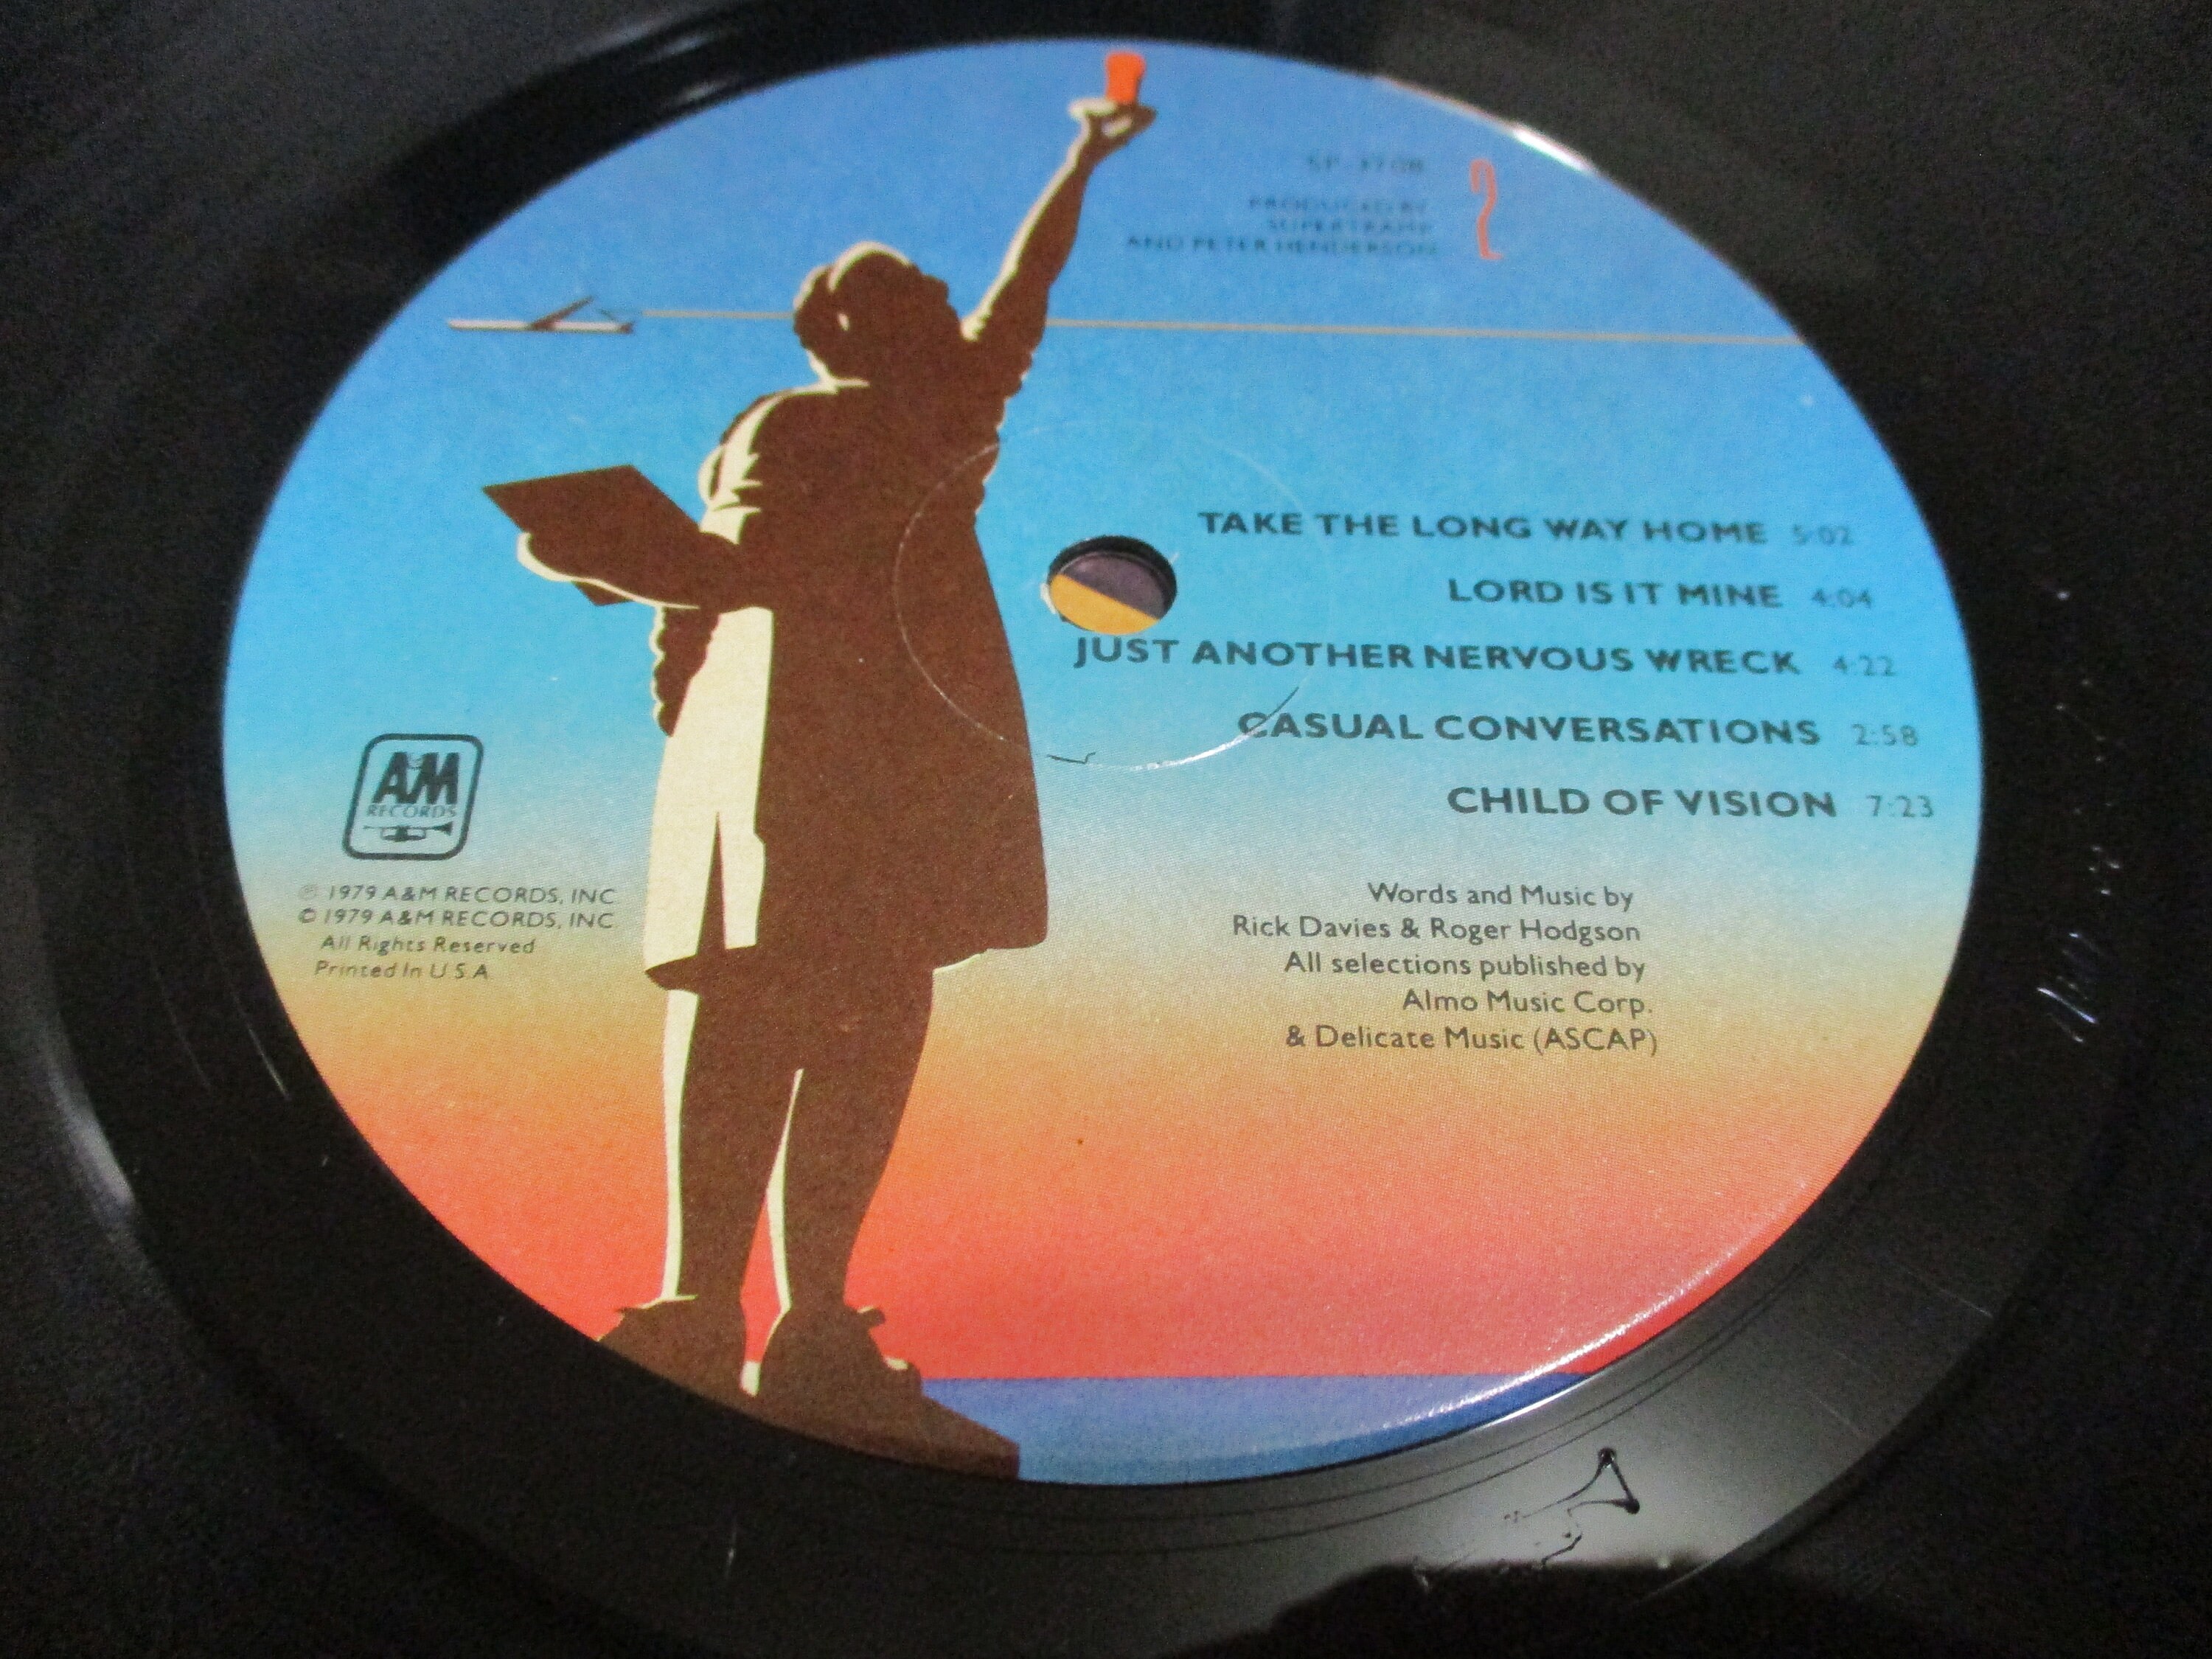 SP-3708
2
PRODUCED BY
SUPERTRAMP
AND PETER HENDERSON
TAKE THE LONG WAY HOME 5:02
LORD IS IT MINE 4:04
JUST ANOTHER NERVOUS WRECK 4:22
CASUAL CONVERSATIONS 2:58
CHILD OF VISION 7:23
A&M
RECORDS
℗ 1979 A&M RECORDS, INC.
© 1979 A&M RECORDS, INC.
All Rights Reserved
Printed In U.S.A.
Words and Music by
Rick Davies & Roger Hodgson
All selections published by
Almo Music Corp.
& Delicate Music (ASCAP)